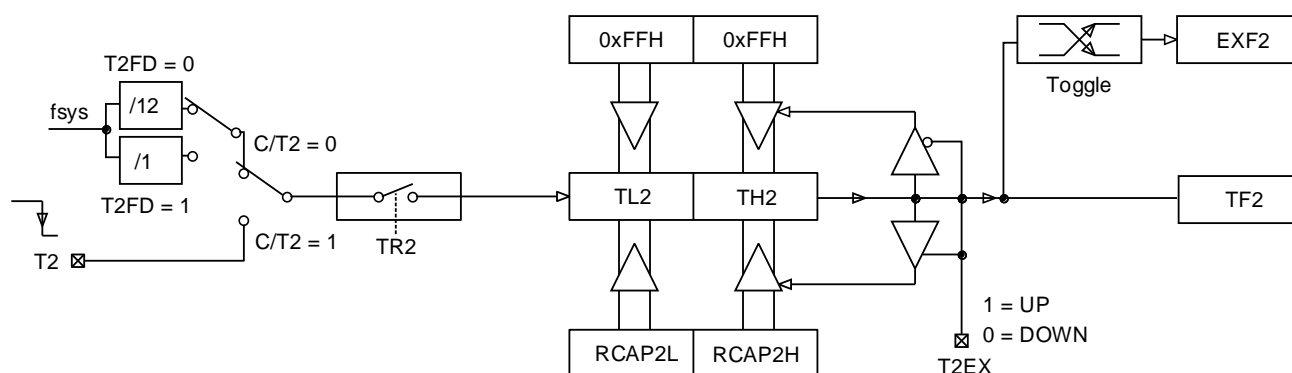 0xFFH 0xFFH EXF2
T2FD = 0 Toggle
/12
fsys
C/T2 = 0
/1
T2FD = 1
TL2 TH2 TF2
C/T2 = 1
TR2
T2
1 = UP
0 = DOWN
RCAP2L RCAP2H
T2EX